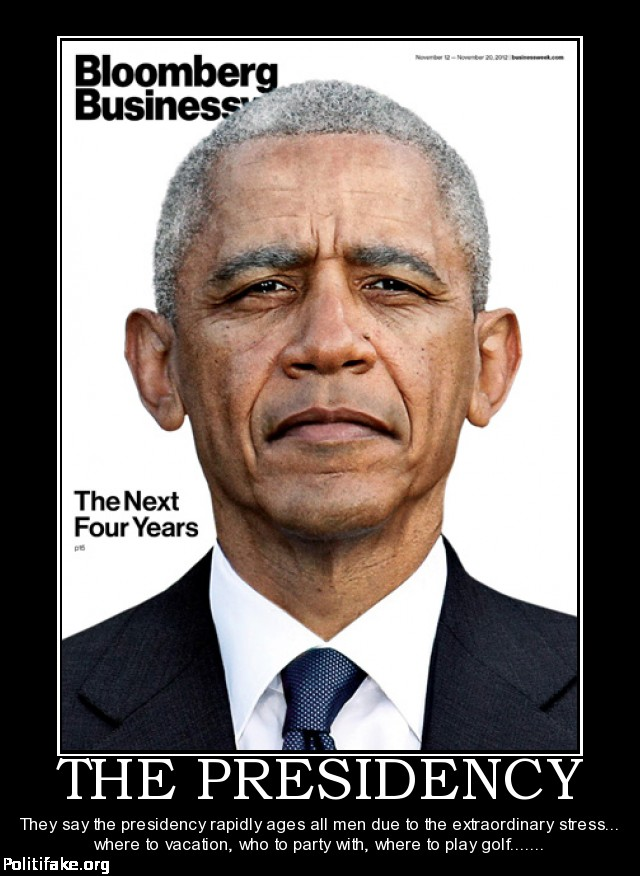 November 12 — November 20, 2012 | businessweek.com
Bloomberg
Businessw
The Next
Four Years
p15
THE PRESIDENCY
They say the presidency rapidly ages all men due to the extraordinary stress...
where to vacation, who to party with, where to play golf.......
Politifake.org